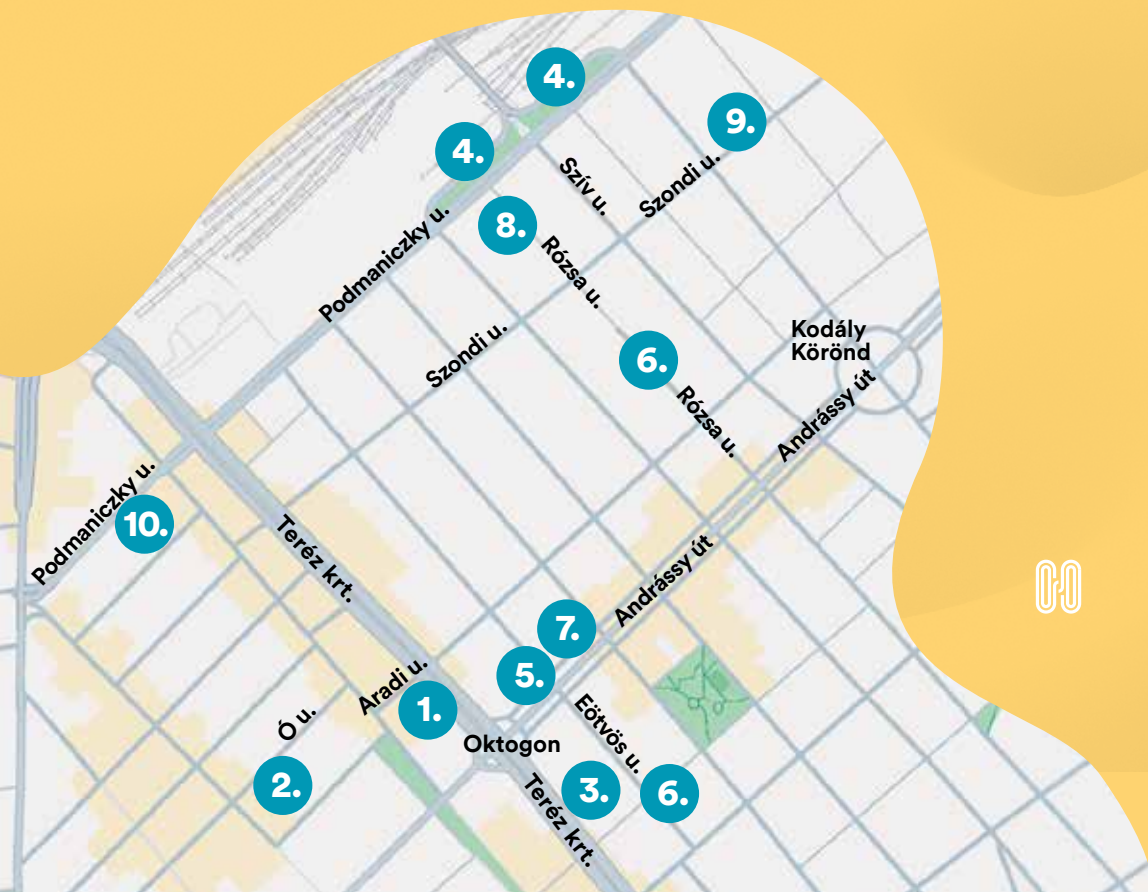 4.
9.
4.
Szív u.
Szondi u.
8.
Podmaniczky u.
Rózsa u.
Kodály
Körönd
Szondi u.
6.
Andrássy út
Rózsa u.
Podmaniczky u.
10.
Teréz krt.
Andrássy út
7.
5.
Aradi u.
1.
Ó u.
Eötvös u.
Oktogon
2.
3.
6.
Teréz krt.